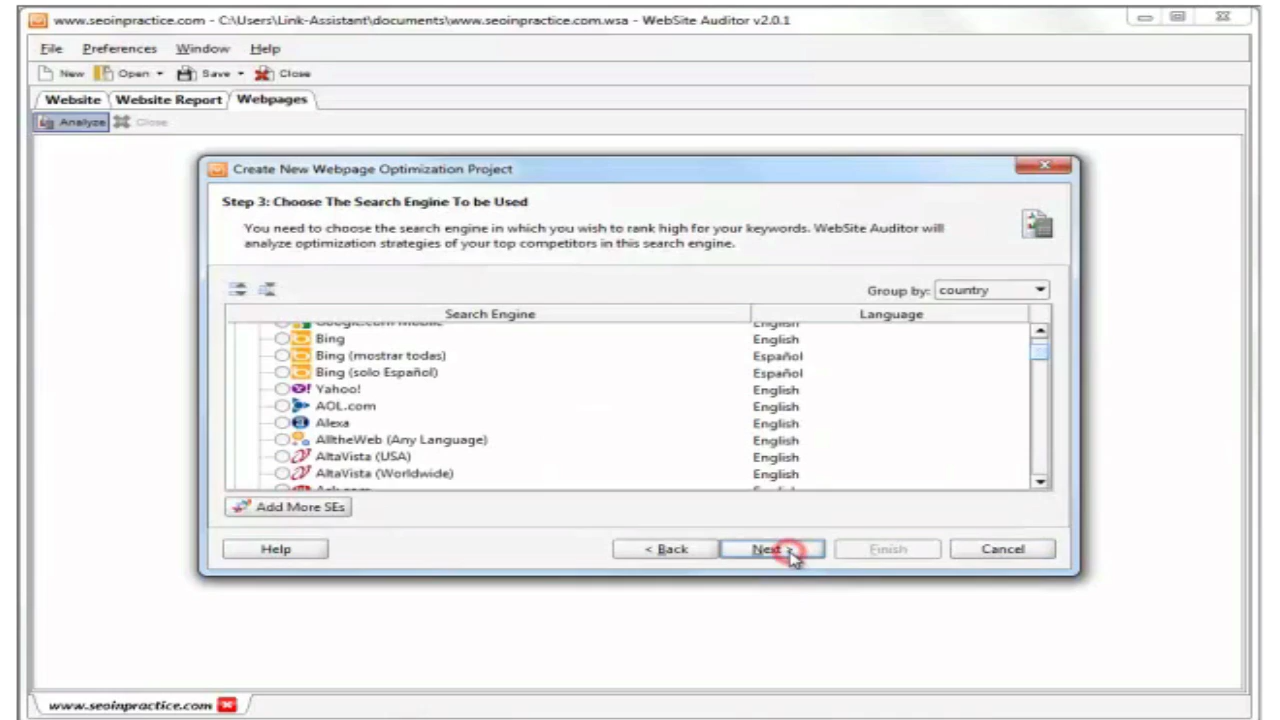 www.seoinpractice.com - C:\Users\Link-Assistant\documents\www.seoinpractice.com.wsa - WebSite Auditor v2.0.1
File Preferences Window Help
New Open Save Close
Website Website Report Webpages
Analyze Close
Create New Webpage Optimization Project
Step 3: Choose The Search Engine To be Used
You need to choose the search engine in which you wish to rank high for your keywords. WebSite Auditor will
analyze optimization strategies of your top competitors in this search engine.
Group by: country
Search Engine Language
Google.com Mobile English
Bing English
Bing (mostrar todas) Español
Bing (solo Español) Español
Yahoo! English
AOL.com English
Alexa English
AlltheWeb (Any Language) English
AltaVista (USA) English
AltaVista (Worldwide) English
Add More SEs
Help < Back Next > Finish Cancel
www.seoinpractice.com